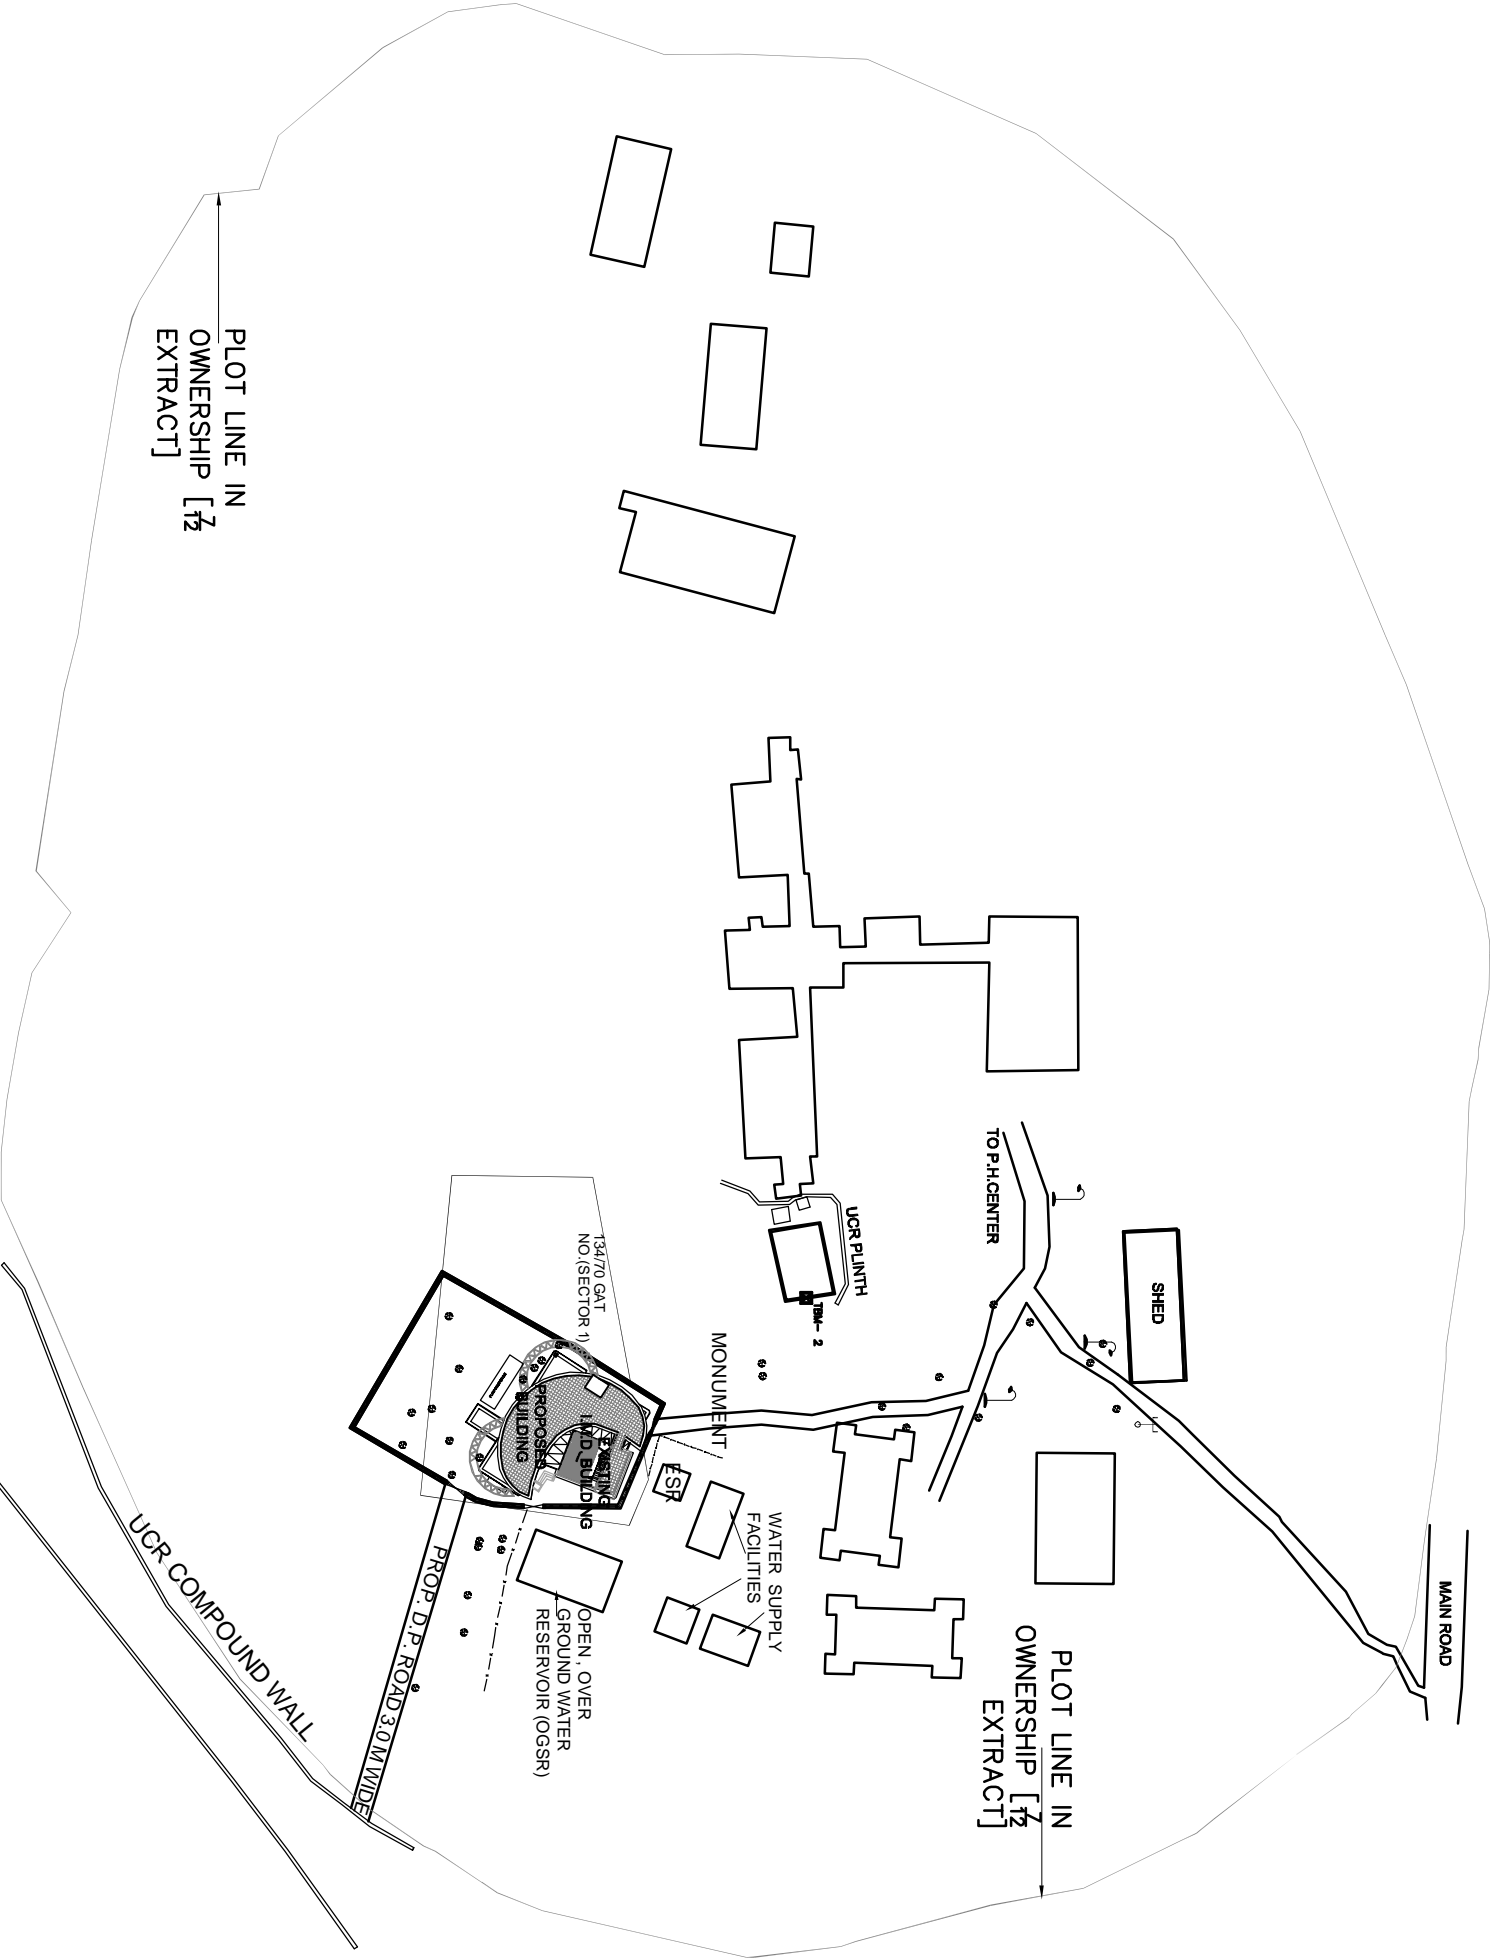 PLOT LINE IN
OWNERSHIP [7/12
EXTRACT]
MAIN ROAD
SHED
TO P.H.CENTER
UCR PLINTH
TBM- 2
MONUMENT
134/70 GAT
NO.(SECTOR 1)
EXISTING
I.M.D. BUILDING
PROPOSED
BUILDING
ESR
WATER SUPPLY
FACILITIES
OPEN , OVER
GROUND WATER
RESERVOIR (OGSR)
PROP. D.P. ROAD 3.0 M WIDE
UCR COMPOUND WALL
PLOT LINE IN
OWNERSHIP [7/12
EXTRACT]